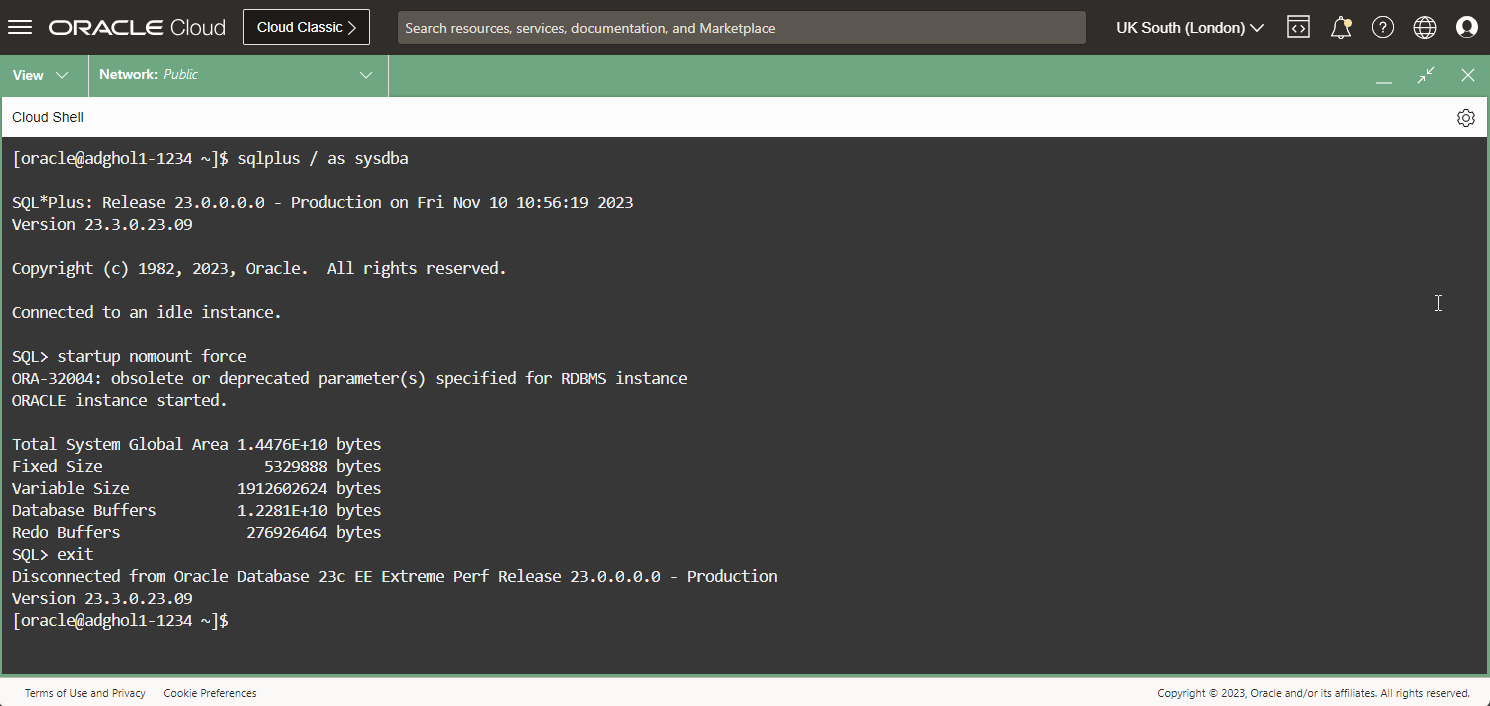 ORACLE Cloud
Cloud Classic
Search resources, services, documentation, and Marketplace
UK South (London)
View
Network: Public
Cloud Shell
[oracle@adghol1-1234 ~]$ sqlplus / as sysdba
SQL*Plus: Release 23.0.0.0.0 - Production on Fri Nov 10 10:56:19 2023
Version 23.3.0.23.09
Copyright (c) 1982, 2023, Oracle.  All rights reserved.
Connected to an idle instance.
SQL> startup nomount force
ORA-32004: obsolete or deprecated parameter(s) specified for RDBMS instance
ORACLE instance started.
Total System Global Area 1.4476E+10 bytes
Fixed Size                  5329888 bytes
Variable Size            1912602624 bytes
Database Buffers         1.2281E+10 bytes
Redo Buffers              276926464 bytes
SQL> exit
Disconnected from Oracle Database 23c EE Extreme Perf Release 23.0.0.0.0 - Production
Version 23.3.0.23.09
[oracle@adghol1-1234 ~]$
Terms of Use and Privacy
Cookie Preferences
Copyright © 2023, Oracle and/or its affiliates. All rights reserved.